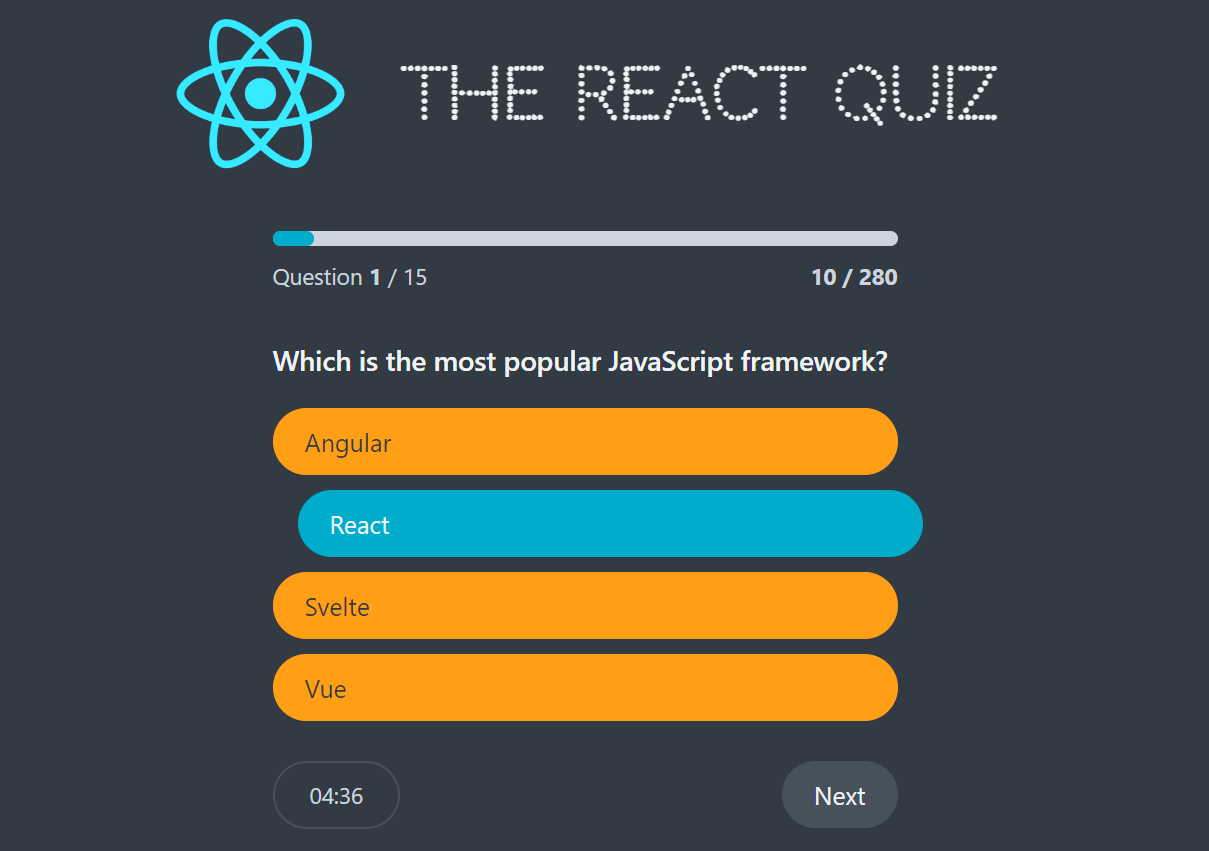 THE REACT QUIZ
Question 1 / 15
10 / 280
Which is the most popular JavaScript framework?
Angular
React
Svelte
Vue
04:36
Next